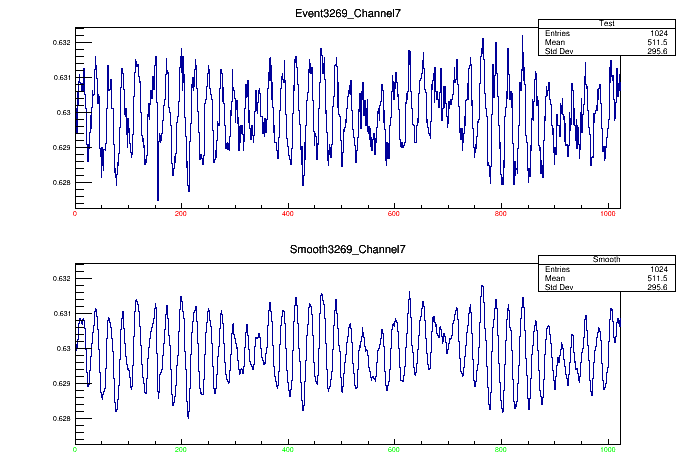 Event3269_Channel7
Test
Entries 1024
Mean 511.5
Std Dev 295.6
0.632
0.631
0.63
0.629
0.628
0 200 400 600 800 1000
Smooth3269_Channel7
Smooth
Entries 1024
Mean 511.5
Std Dev 295.6
0.632
0.631
0.63
0.629
0.628
0 200 400 600 800 1000